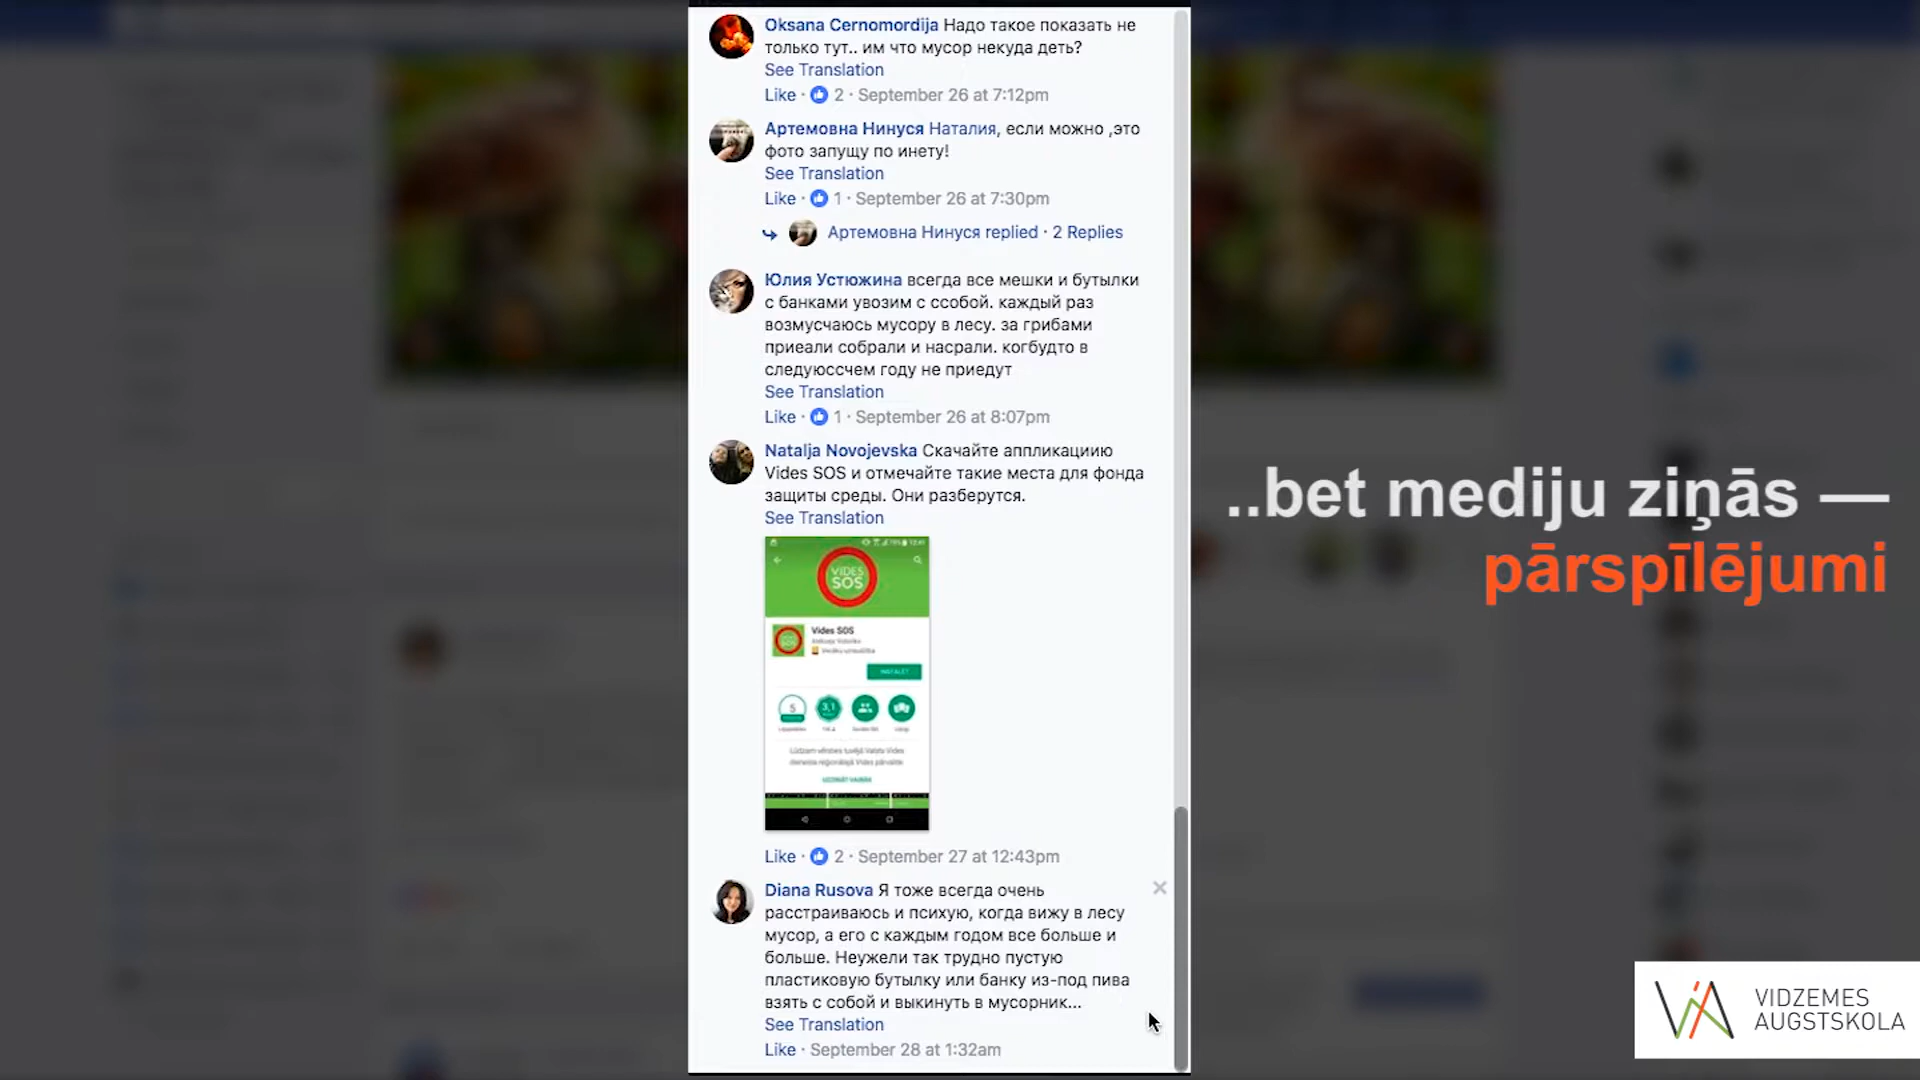 Oksana Cernomordija Надо такое показать не
только тут.. им что мусор некуда деть?
See Translation
Like · 2 · September 26 at 7:12pm
Артемовна Нинуся Наталия, если можно ,это
фото запущу по инету!
See Translation
Like · 1 · September 26 at 7:30pm
Артемовна Нинуся replied · 2 Replies
Юлия Устюжина всегда все мешки и бутылки
с банками увозим с ссобой. каждый раз
возмусчаюсь мусору в лесу. за грибами
приеали собрали и насрали. когбудто в
следуюссчем году не приедут
See Translation
Like · 1 · September 26 at 8:07pm
Natalja Novojevska Скачайте аппликациию
Vides SOS и отмечайте такие места для фонда
защиты среды. Они разберутся.
See Translation
VIDES
SOS
Vides SOS
5
3,1
Lūdzam vērsties tuvējā Valsts Vides
dienesta reģionālajā Vides pārvaldē
UZZINĀT VAIRĀK
Like · 2 · September 27 at 12:43pm
Diana Rusova Я тоже всегда очень
расстраиваюсь и психую, когда вижу в лесу
мусор, а его с каждым годом все больше и
больше. Неужели так трудно пустую
пластиковую бутылку или банку из-под пива
взять с собой и выкинуть в мусорник...
See Translation
Like · September 28 at 1:32am
..bet mediju ziņās —
pārspīlējumi
VIDZEMES
AUGSTSKOLA